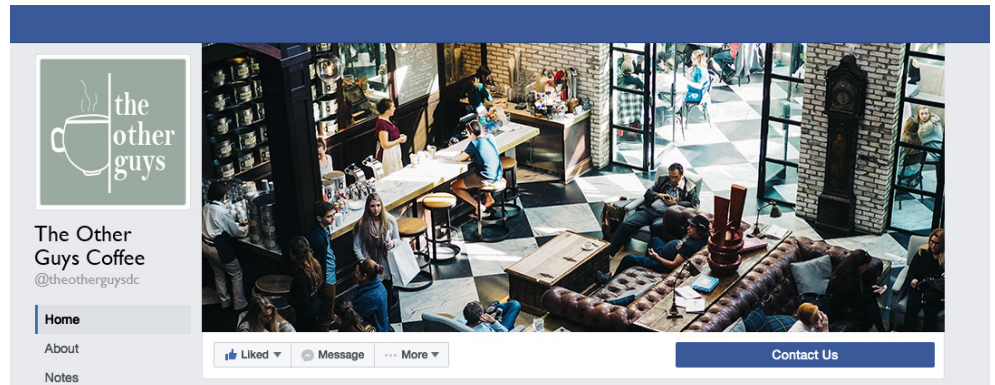 the
other
guys
The Other
Guys Coffee
@theotherguysdc
Home
About
Notes
Liked
Message
More
Contact Us